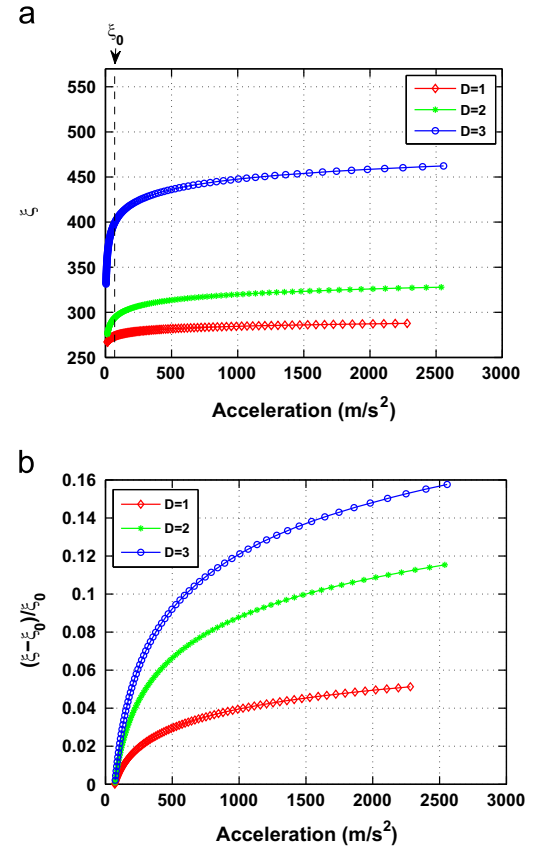 a
ξ₀
550
500
450
400
350
300
250
ξ
D=1
D=2
D=3
0 500 1000 1500 2000 2500 3000
Acceleration (m/s²)
b
0.16
0.14
0.12
0.1
0.08
0.06
0.04
0.02
0
(ξ−ξ₀)/ξ₀
D=1
D=2
D=3
0 500 1000 1500 2000 2500 3000
Acceleration (m/s²)